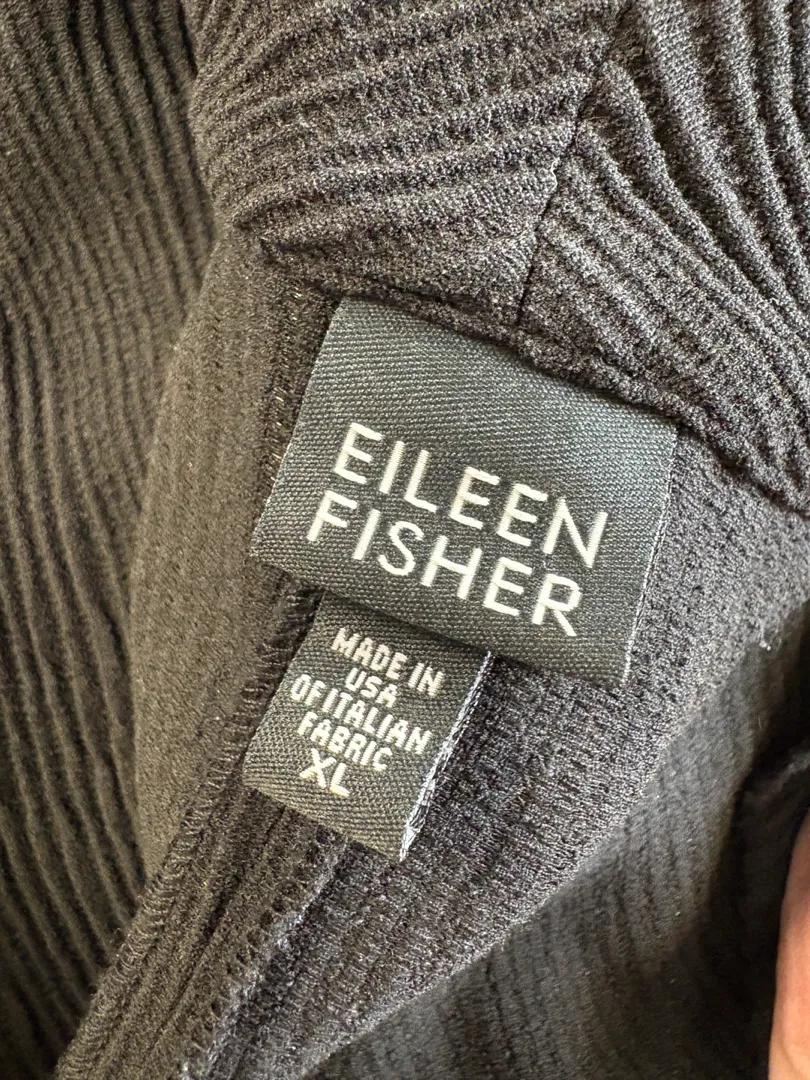 EILEEN
FISHER
MADE IN
USA
OF ITALIAN
FABRIC
XL